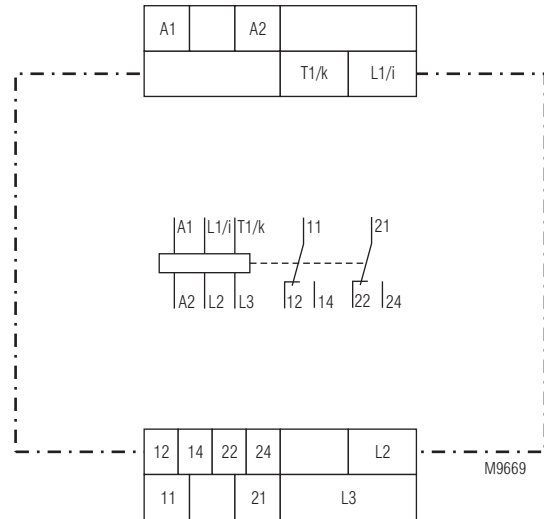 A1 A2
T1/k L1/i
A1 L1/i T1/k 11 21
A2 L2 L3 12 14 22 24
12 14 22 24 L2
M9669
11 21 L3